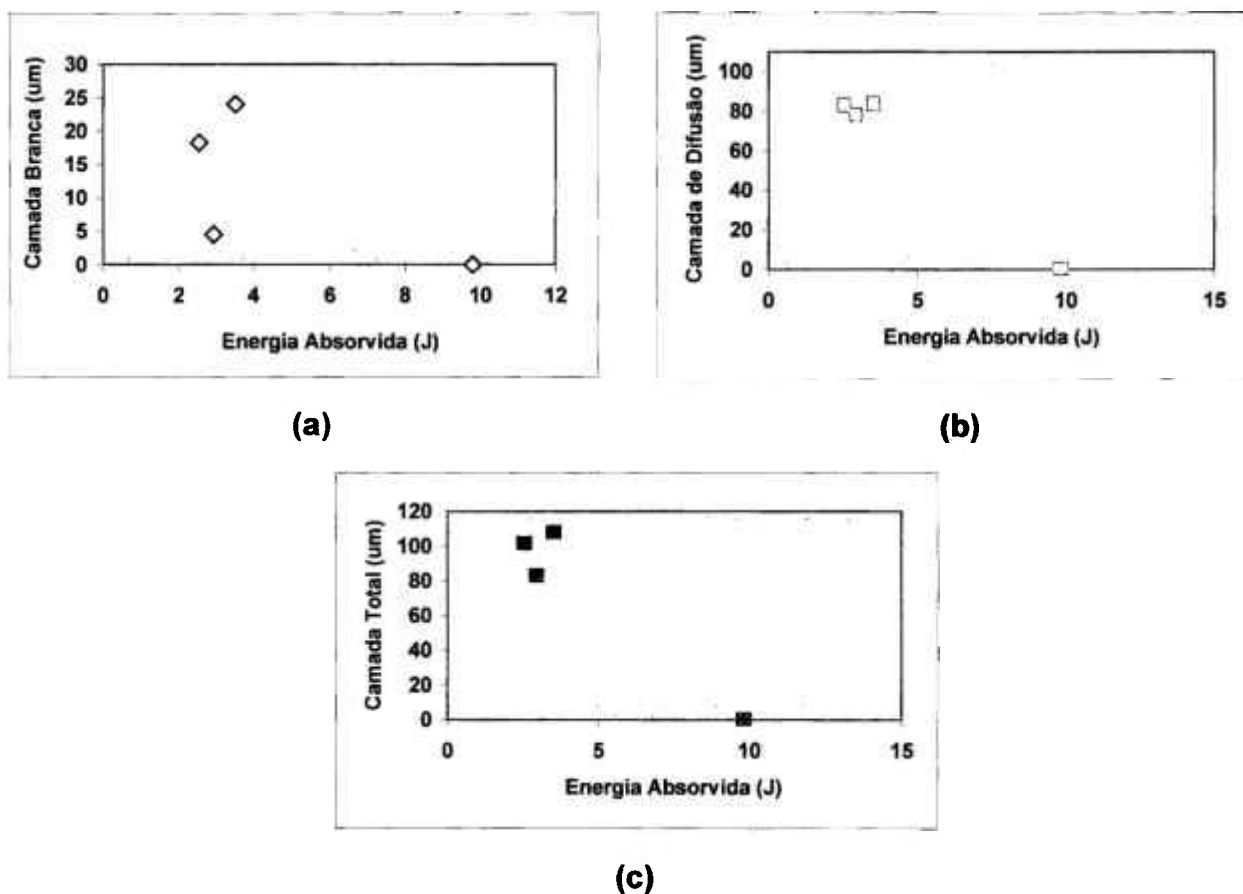 Camada Branca (um)
30
25
20
15
10
5
0
0 2 4 6 8 10 12
Energia Absorvida (J)
(a)
Camada de Difusão (um)
100
80
60
40
20
0
0 5 10 15
Energia Absorvida (J)
(b)
Camada Total (um)
120
100
80
60
40
20
0
0 5 10 15
Energia Absorvida (J)
(c)